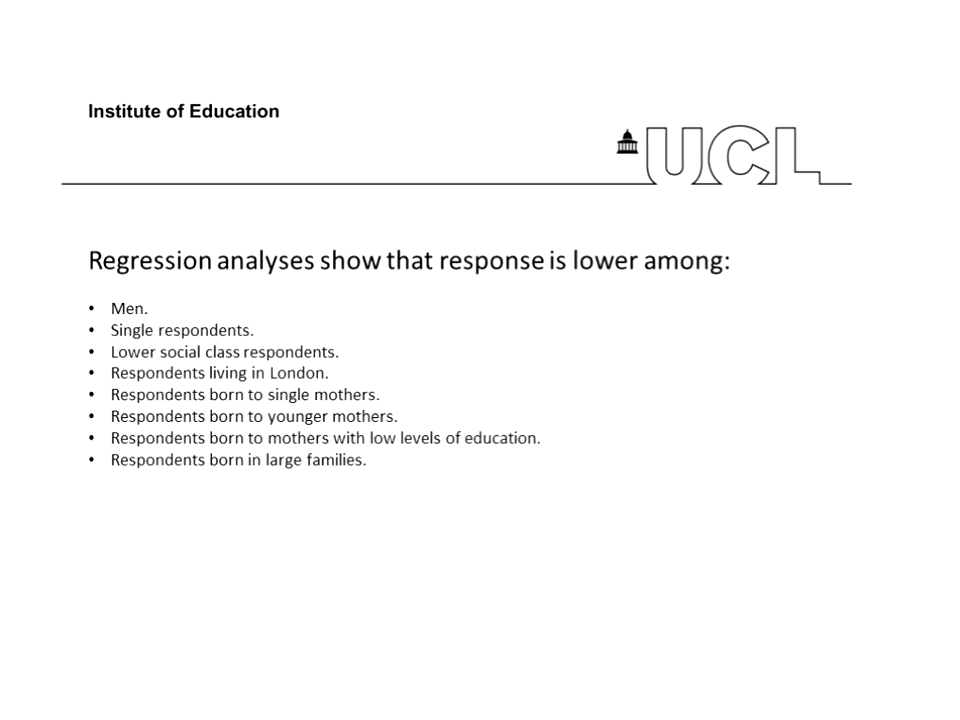 Institute of Education
UCL
Regression analyses show that response is lower among:
• Men.
• Single respondents.
• Lower social class respondents.
• Respondents living in London.
• Respondents born to single mothers.
• Respondents born to younger mothers.
• Respondents born to mothers with low levels of education.
• Respondents born in large families.